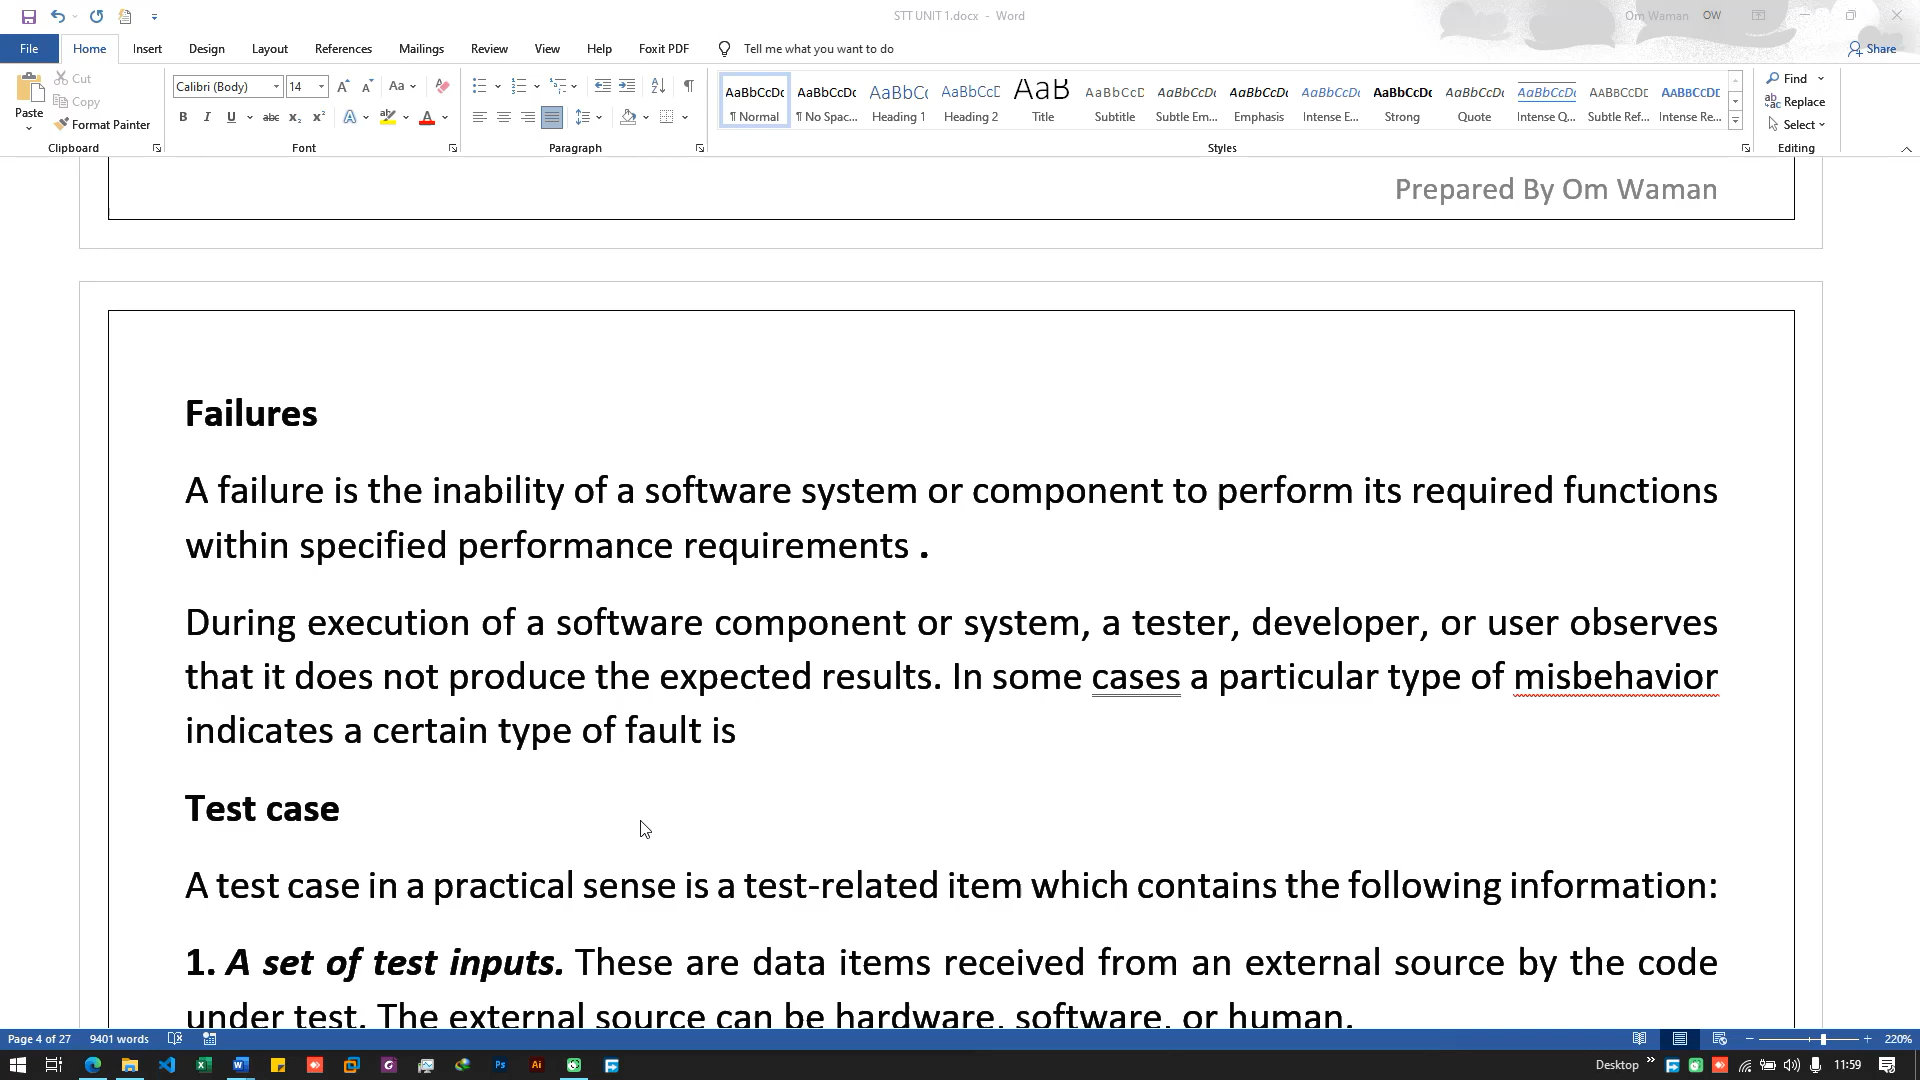 STT UNIT 1.docx - Word
Om Waman OW
File Home Insert Design Layout References Mailings Review View Help Foxit PDF Tell me what you want to do Share
Paste
Cut
Copy
Format Painter
Clipboard
Calibri (Body) 14
Font
Paragraph
AaBbCcDc AaBbCcDc AaBbC AaBbCcD AaB AaBbCcD AaBbCcDc AaBbCcDc AaBbCcDc AaBbCcDc AaBbCcDc AaBbCcDc AaBbCcDc AaBbCcDc
¶ Normal ¶ No Spac... Heading 1 Heading 2 Title Subtitle Subtle Em... Emphasis Intense E... Strong Quote Intense Q... Subtle Ref... Intense Re...
Styles
Find
Replace
Select
Editing
Prepared By Om Waman
Failures
A failure is the inability of a software system or component to perform its required functions
within specified performance requirements .
During execution of a software component or system, a tester, developer, or user observes
that it does not produce the expected results. In some cases a particular type of misbehavior
indicates a certain type of fault is
Test case
A test case in a practical sense is a test-related item which contains the following information:
1. A set of test inputs. These are data items received from an external source by the code
under test. The external source can be hardware, software, or human.
Page 4 of 27 9401 words 220%
Desktop 11:59